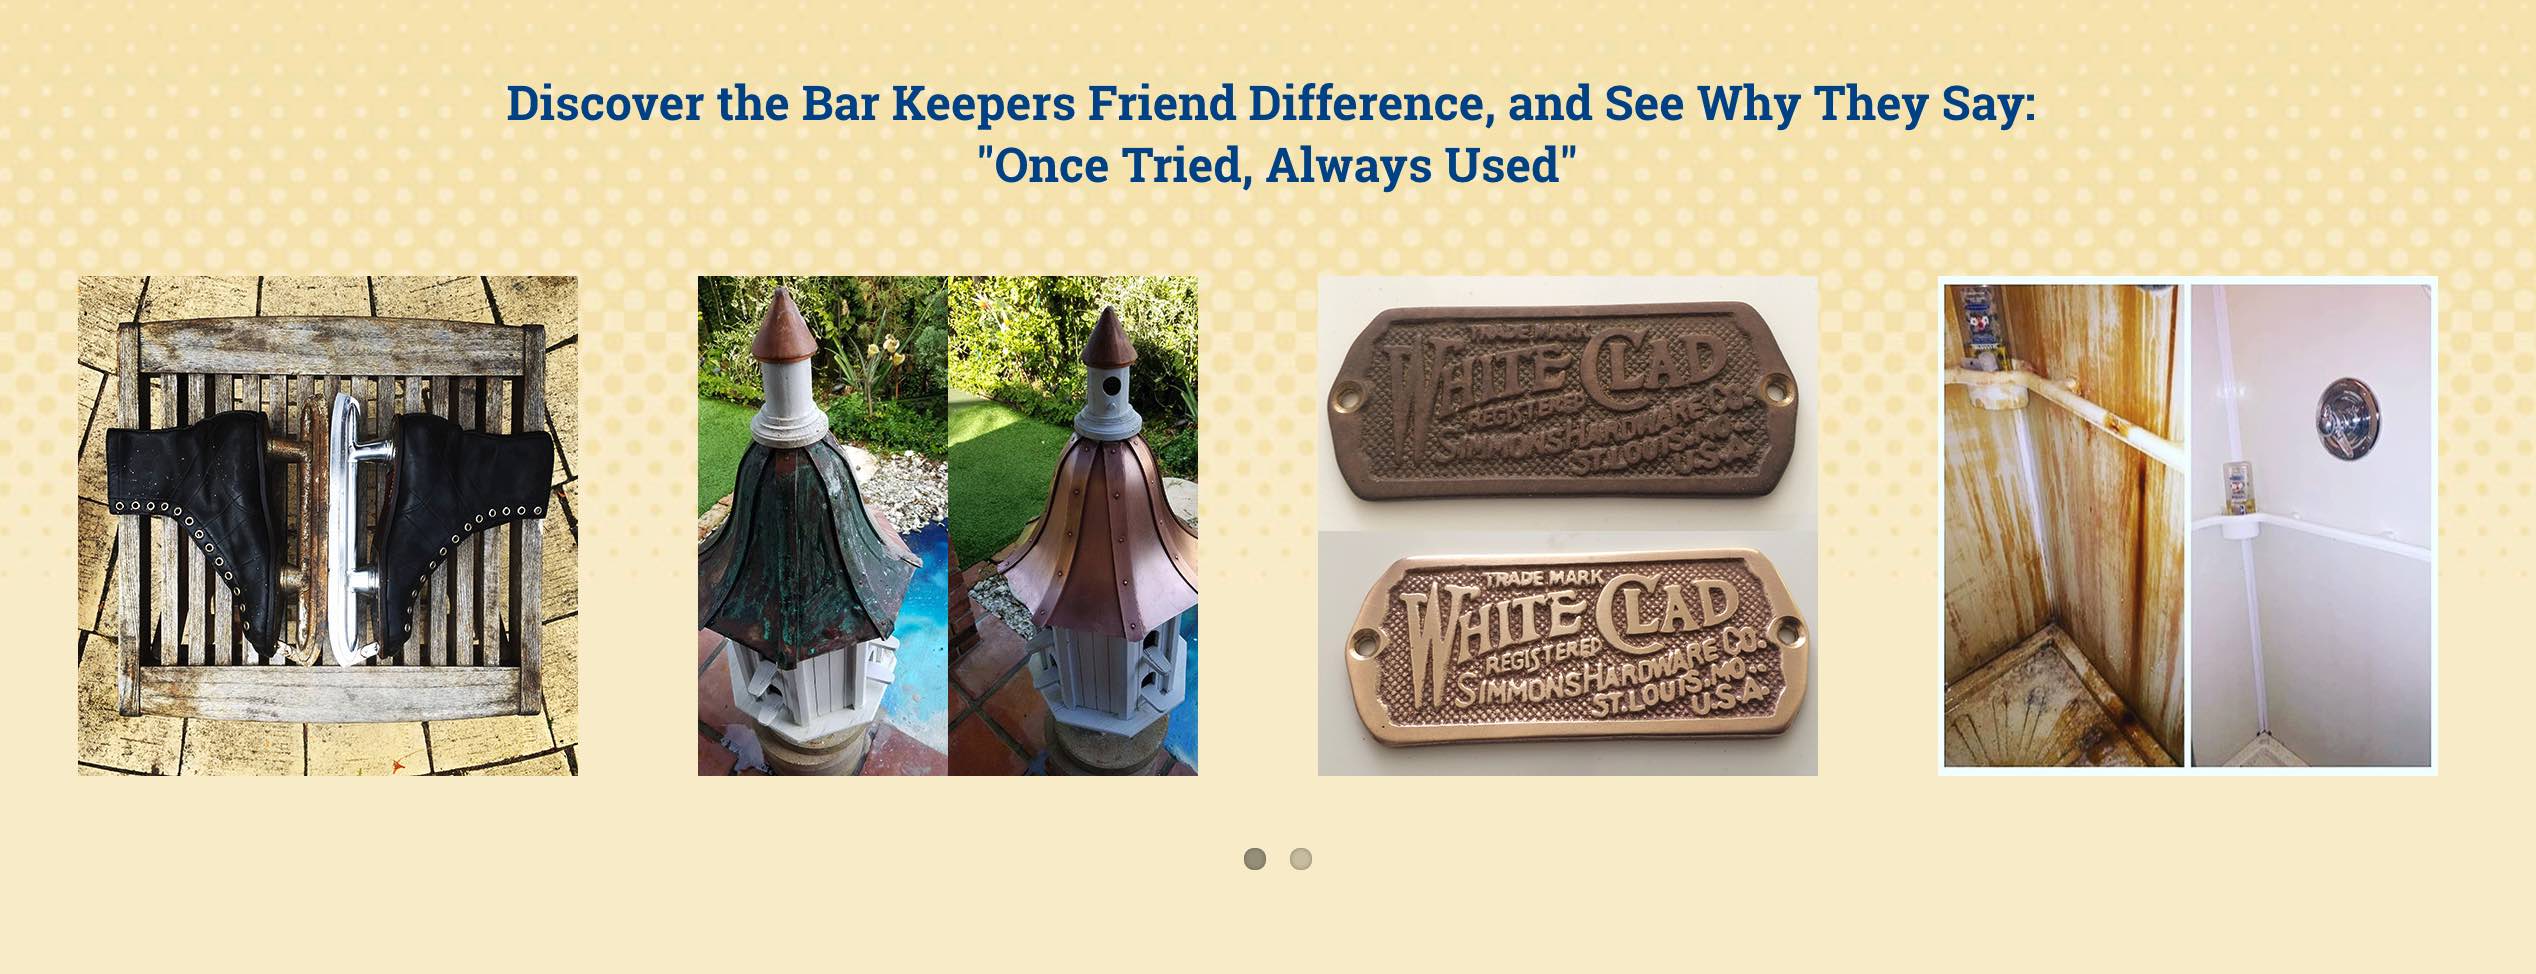 Discover the Bar Keepers Friend Difference, and See Why They Say:
"Once Tried, Always Used"
TRADE MARK
WHITE CLAD
REGISTERED
SIMMONS HARDWARE CO.
ST. LOUIS, MO.
U.S.A.
TRADE MARK
WHITE CLAD
REGISTERED
SIMMONS HARDWARE CO.
ST. LOUIS, MO.
U.S.A.